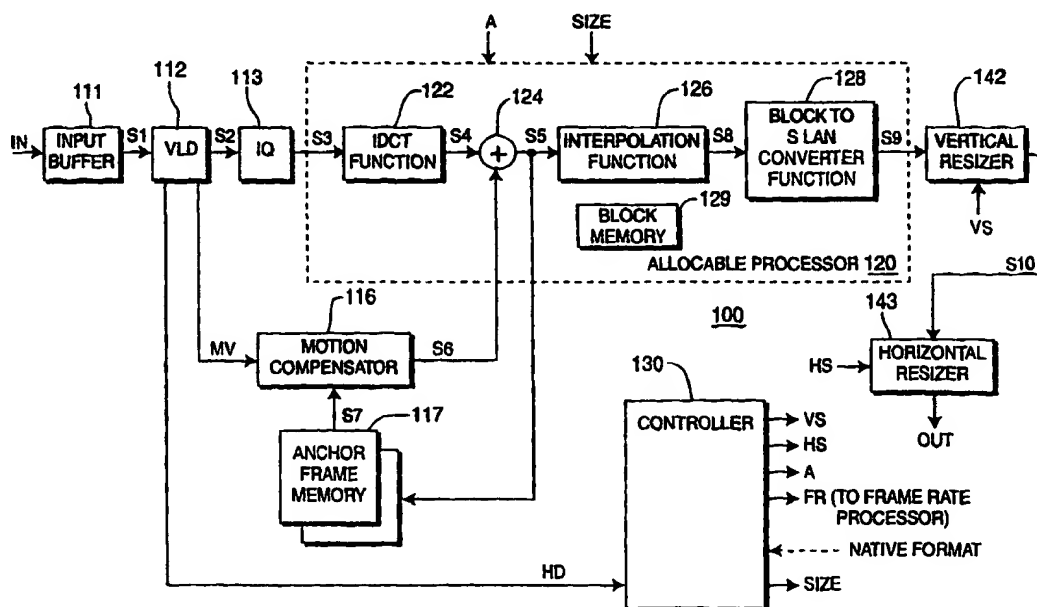 A
SIZE
111
112
113
122
124
126
128
142
IN
INPUT
BUFFER
S1
VLD
S2
IQ
S3
IDCT
FUNCTION
S4
+
S5
INTERPOLATION
FUNCTION
S8
BLOCK TO
S LAN
CONVERTER
FUNCTION
S9
VERTICAL
RESIZER
VS
BLOCK
MEMORY
129
ALLOCABLE PROCESSOR 120
S10
116
100
143
MV
MOTION
COMPENSATOR
S6
HS
HORIZONTAL
RESIZER
OUT
S7
117
ANCHOR
FRAME
MEMORY
130
CONTROLLER
VS
HS
A
FR (TO FRAME RATE
PROCESSOR)
NATIVE FORMAT
SIZE
HD